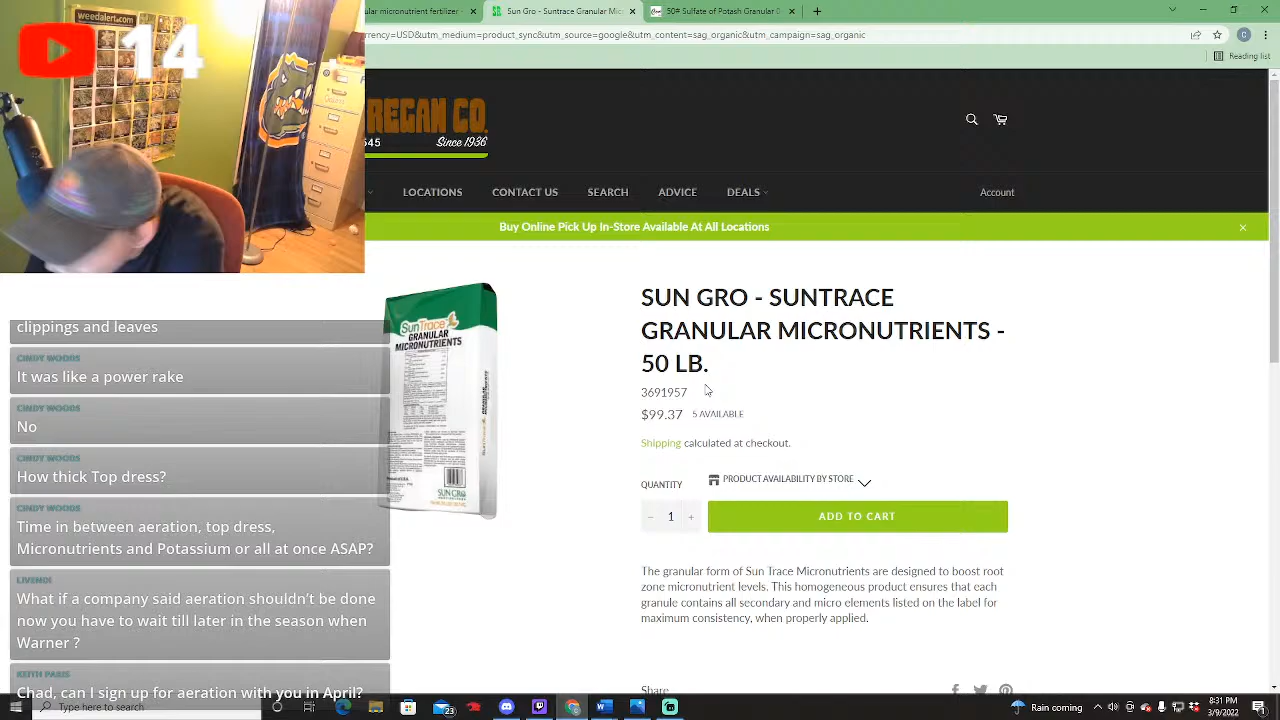 weedalert.com
14
ronutrient fertilizer -
Sun Gro - Suntrace Granular Mic
50# Sulfate of Potash Granular 0
rency=USD&utm_medium=product_sync&utm_source=google&utm_content=sag_organic&utm_campaign=sag_organic
Reading list
REGAN CO.
545
Since 1936
LOCATIONS
CONTACT US
SEARCH
ADVICE
DEALS
Account
Buy Online Pick Up In-Store Available At All Locations
SunTrace
GRANULAR
MICRONUTRIENTS
SUN GRO
SUN GRO - SUNTRACE
GRANULAR MICRONUTRIENTS -
50 LB.
3691957
$99.37
5 AVAILABLE
Shipping calculated at checkout.
QUANTITY
PRODUCT AVAILABILITY BY STORE
− 1 +
ADD TO CART
The granular form of Sun Trace Micronutrients are designed to boost root
zone micronutrient levels. This homogeneous product ensures that each
granule contains all secondary and micro elements listed on the label for
maximum consistency, when properly applied.
Share
clippings and leaves
CINDY WOODS
It was like a power rake
CINDY WOODS
No
CINDY WOODS
How thick Top dress?
CINDY WOODS
Time in between aeration, top dress,
Micronutrients and Potassium or all at once ASAP?
LIVENDI
What if a company said aeration shouldn't be done
now you have to wait till later in the season when
Warner ?
KEITH PARIS
Chad, can I sign up for aeration with you in April?
Type here to search
8:31 PM
3/6/2022